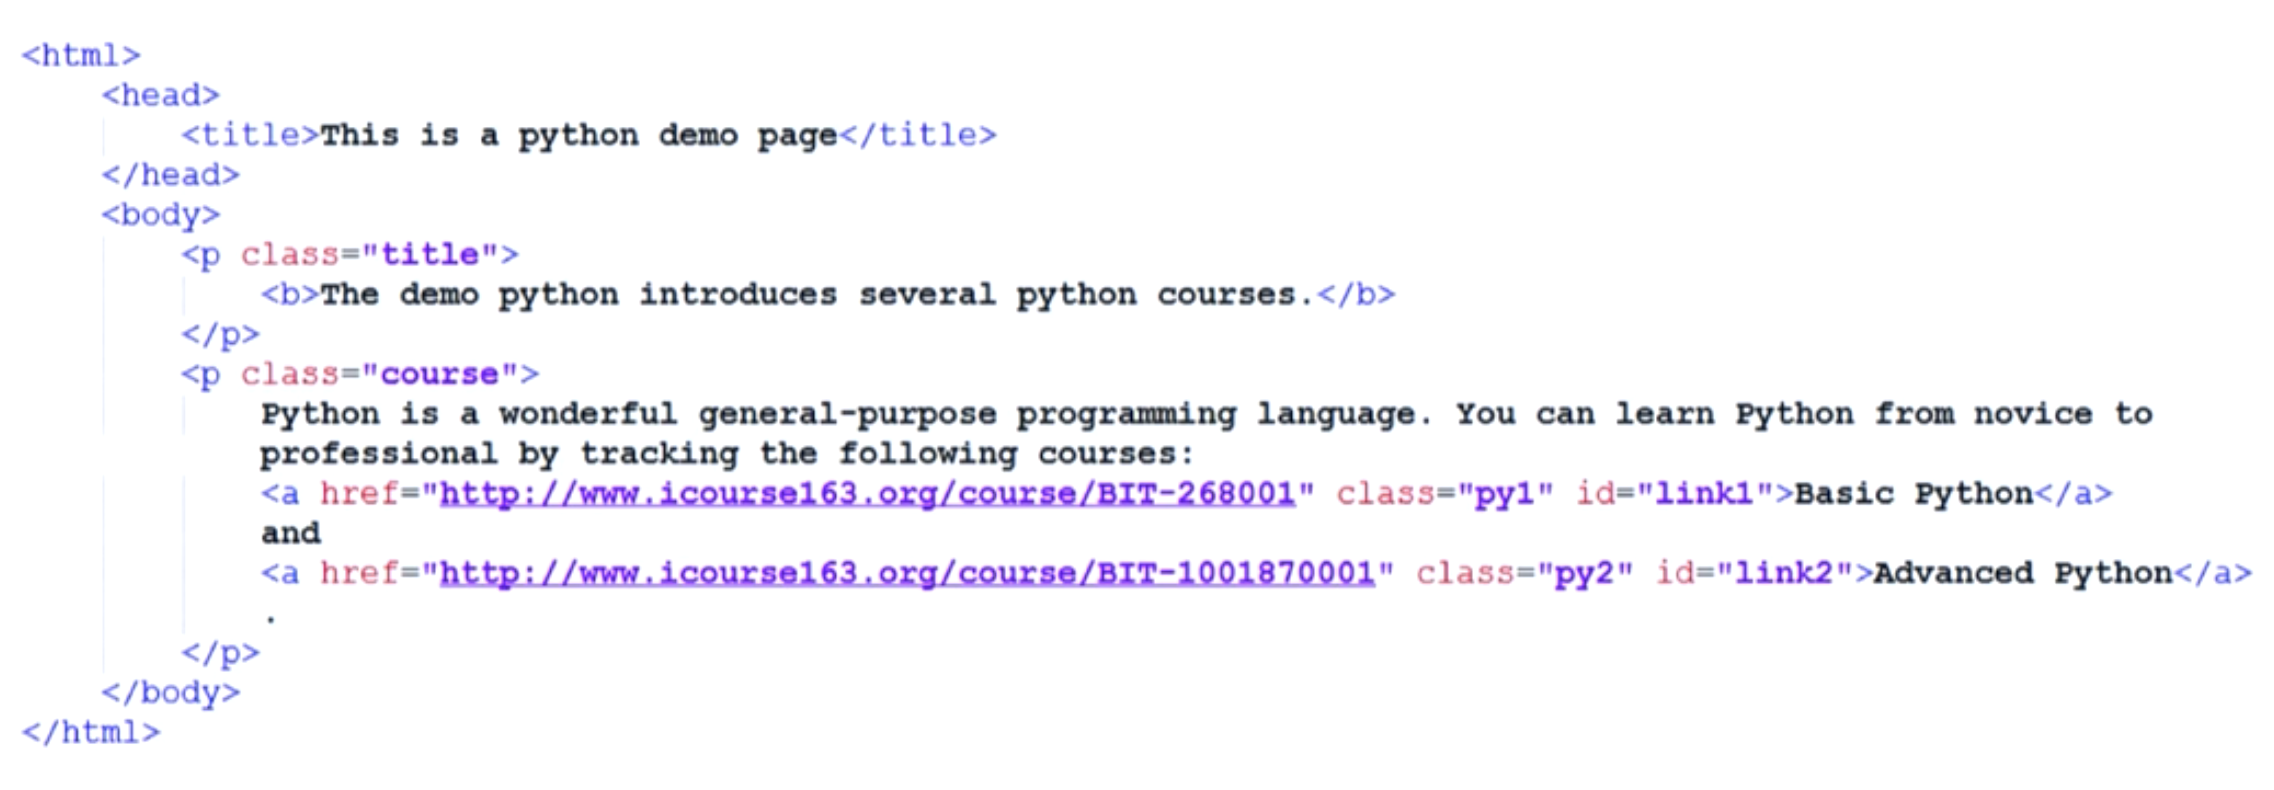 <html>
<head>
<title>This is a python demo page</title>
</head>
<body>
<p class="title">
<b>The demo python introduces several python courses.</b>
</p>
<p class="course">
Python is a wonderful general-purpose programming language. You can learn Python from novice to
professional by tracking the following courses:
<a href="http://www.icourse163.org/course/BIT-268001" class="py1" id="link1">Basic Python</a>
and
<a href="http://www.icourse163.org/course/BIT-1001870001" class="py2" id="link2">Advanced Python</a>
.
</p>
</body>
</html>